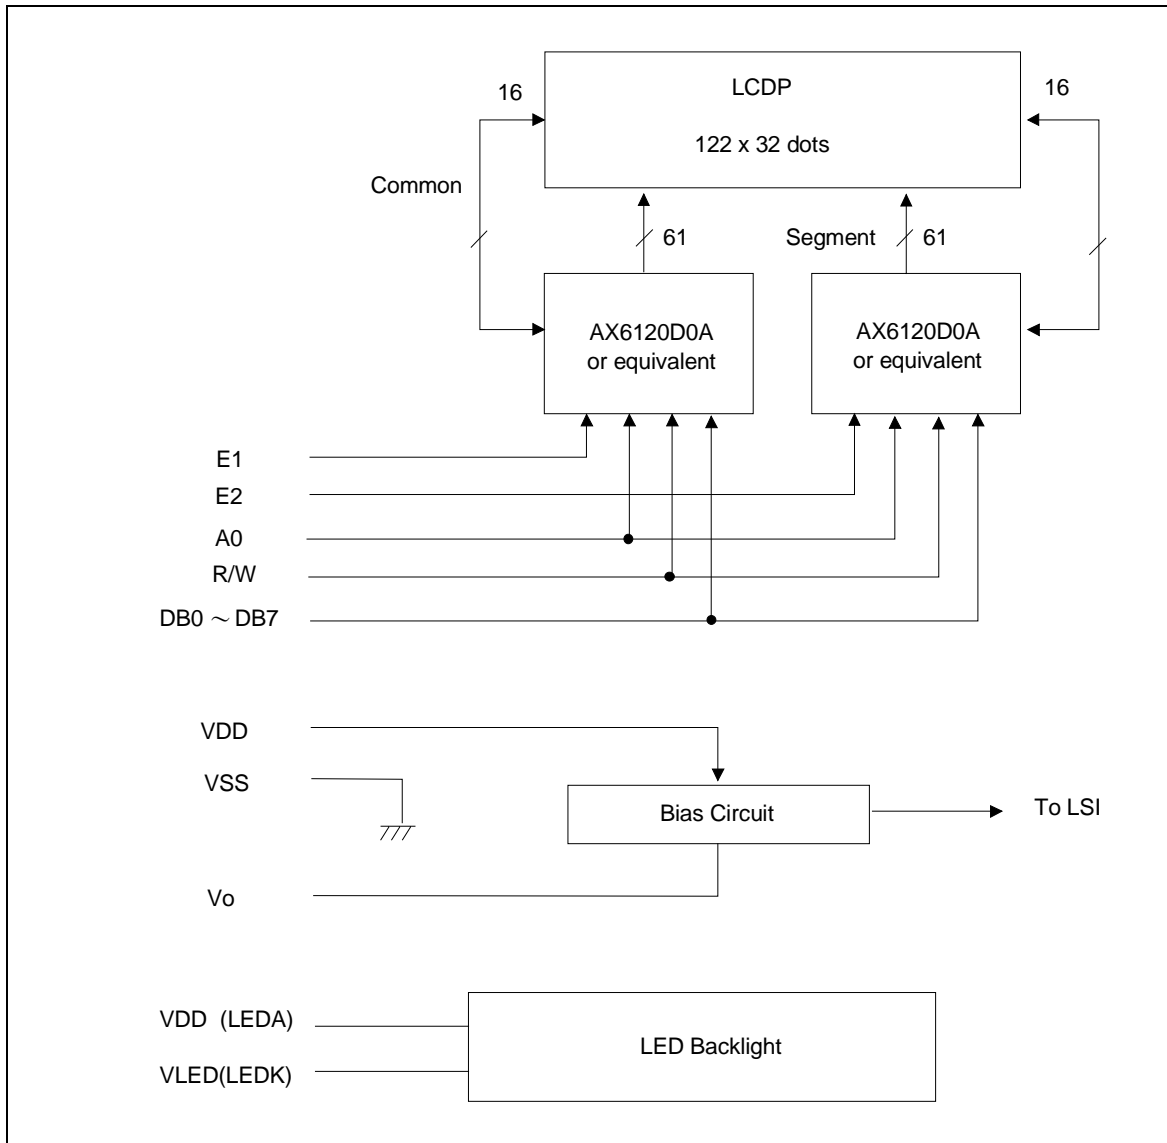 16
LCDP
16
122 x 32 dots
Common
61
Segment
61
AX6120D0A
or equivalent
AX6120D0A
or equivalent
E1
E2
A0
R/W
DB0 ~ DB7
VDD
VSS
Bias Circuit
To LSI
Vo
VDD (LEDA)
LED Backlight
VLED(LEDK)